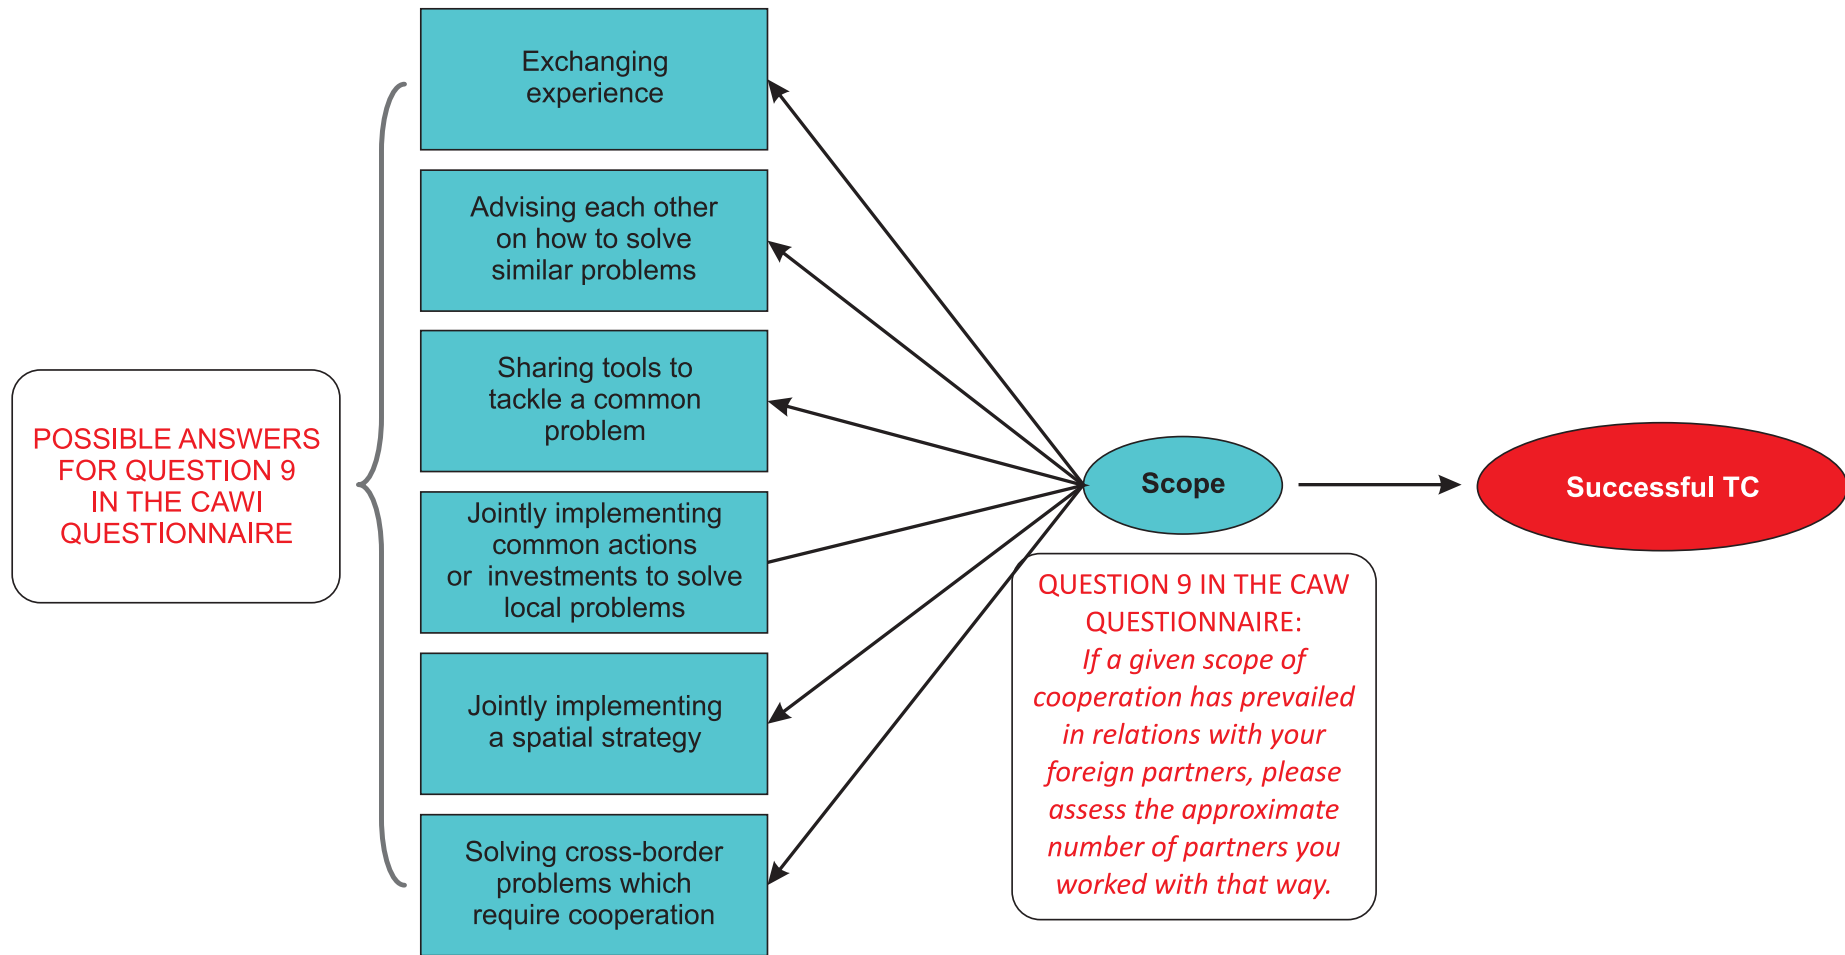 POSSIBLE ANSWERS
FOR QUESTION 9
IN THE CAWI
QUESTIONNAIRE
Exchanging
experience
Advising each other
on how to solve
similar problems
Sharing tools to
tackle a common
problem
Jointly implementing
common actions
or investments to solve
local problems
Jointly implementing
a spatial strategy
Solving cross-border
problems which
require cooperation
Scope
Successful TC
QUESTION 9 IN THE CAW
QUESTIONNAIRE:
If a given scope of
cooperation has prevailed
in relations with your
foreign partners, please
assess the approximate
number of partners you
worked with that way.